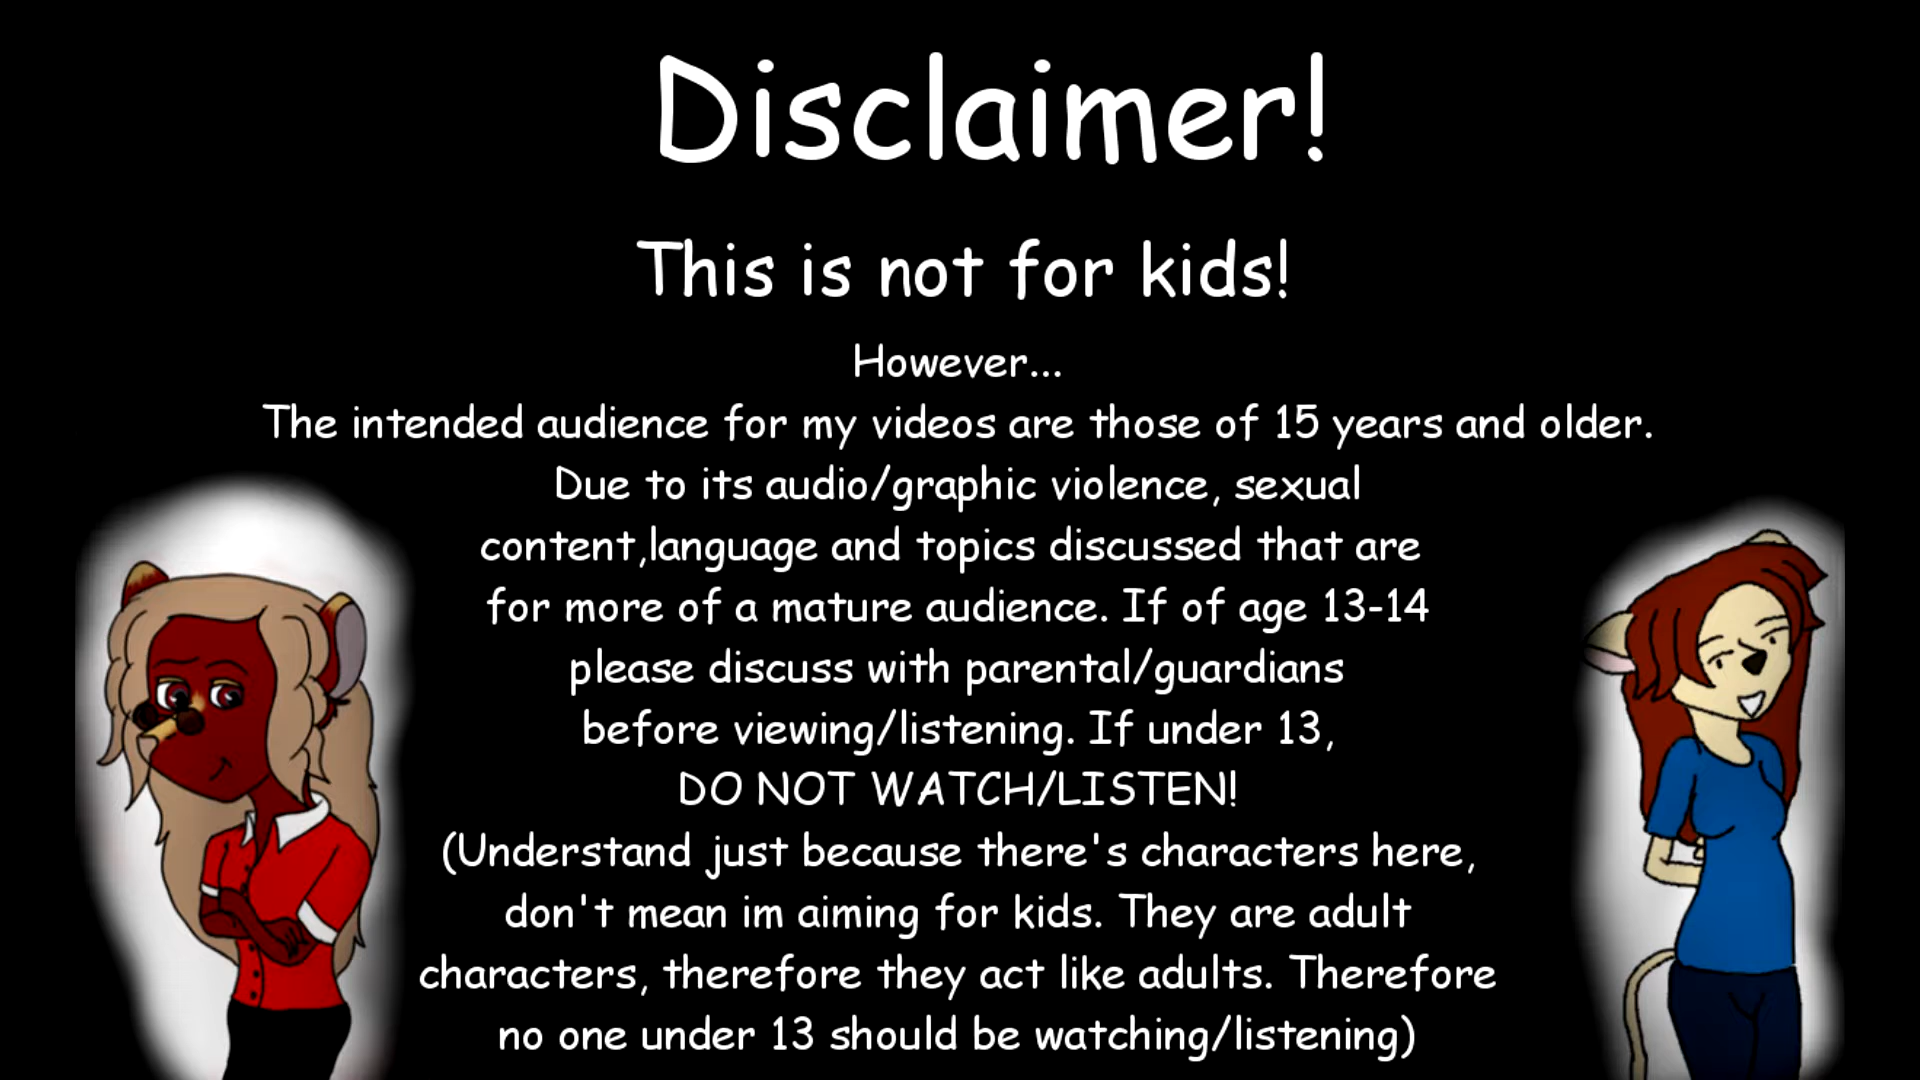 Disclaimer!
This is not for kids!
However...
The intended audience for my videos are those of 15 years and older.
Due to its audio/graphic violence, sexual
content,language and topics discussed that are
for more of a mature audience. If of age 13-14
please discuss with parental/guardians
before viewing/listening. If under 13,
DO NOT WATCH/LISTEN!
(Understand just because there's characters here,
don't mean im aiming for kids. They are adult
characters, therefore they act like adults. Therefore
no one under 13 should be watching/listening)